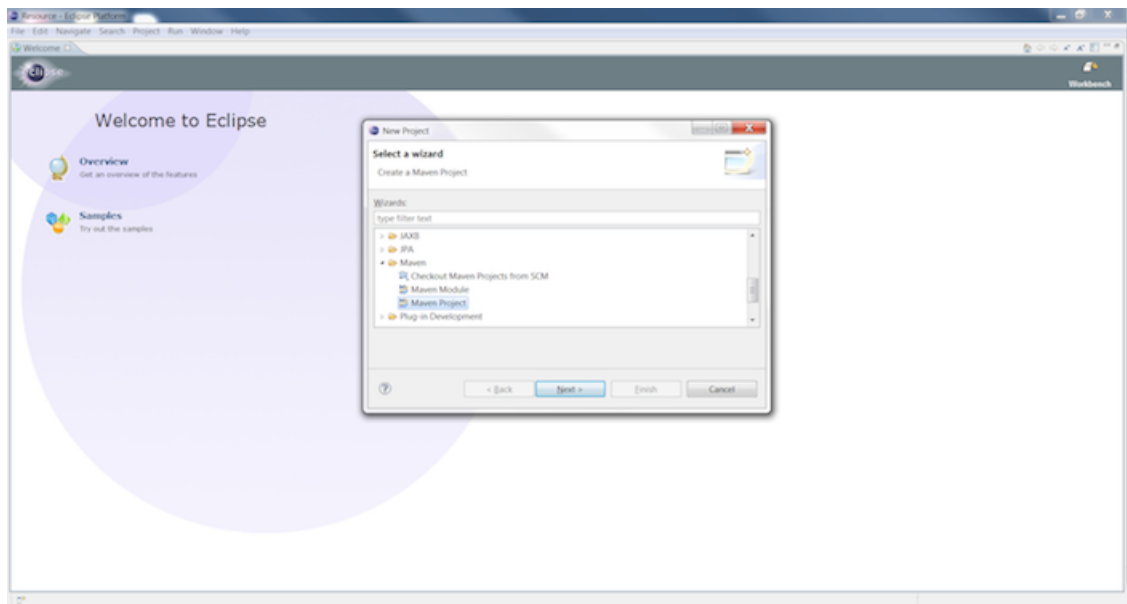 Resource - Eclipse Platform
File Edit Navigate Search Project Run Window Help
Welcome
eclipse
Workbench
Welcome to Eclipse
Overview
Get an overview of the features
Samples
Try out the samples
New Project
Select a wizard
Create a Maven Project
Wizards:
type filter text
JAXB
JPA
Maven
Checkout Maven Projects from SCM
Maven Module
Maven Project
Plug-in Development
< Back Next > Finish Cancel